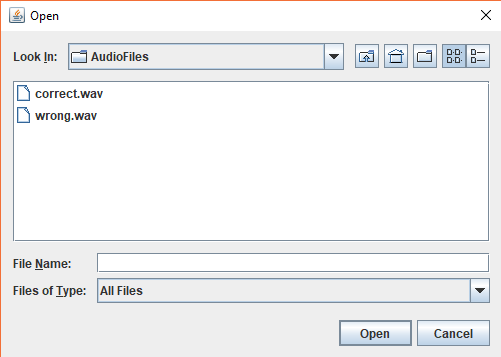 Open
Look In: AudioFiles
correct.wav
wrong.wav
File Name:
Files of Type: All Files
Open Cancel